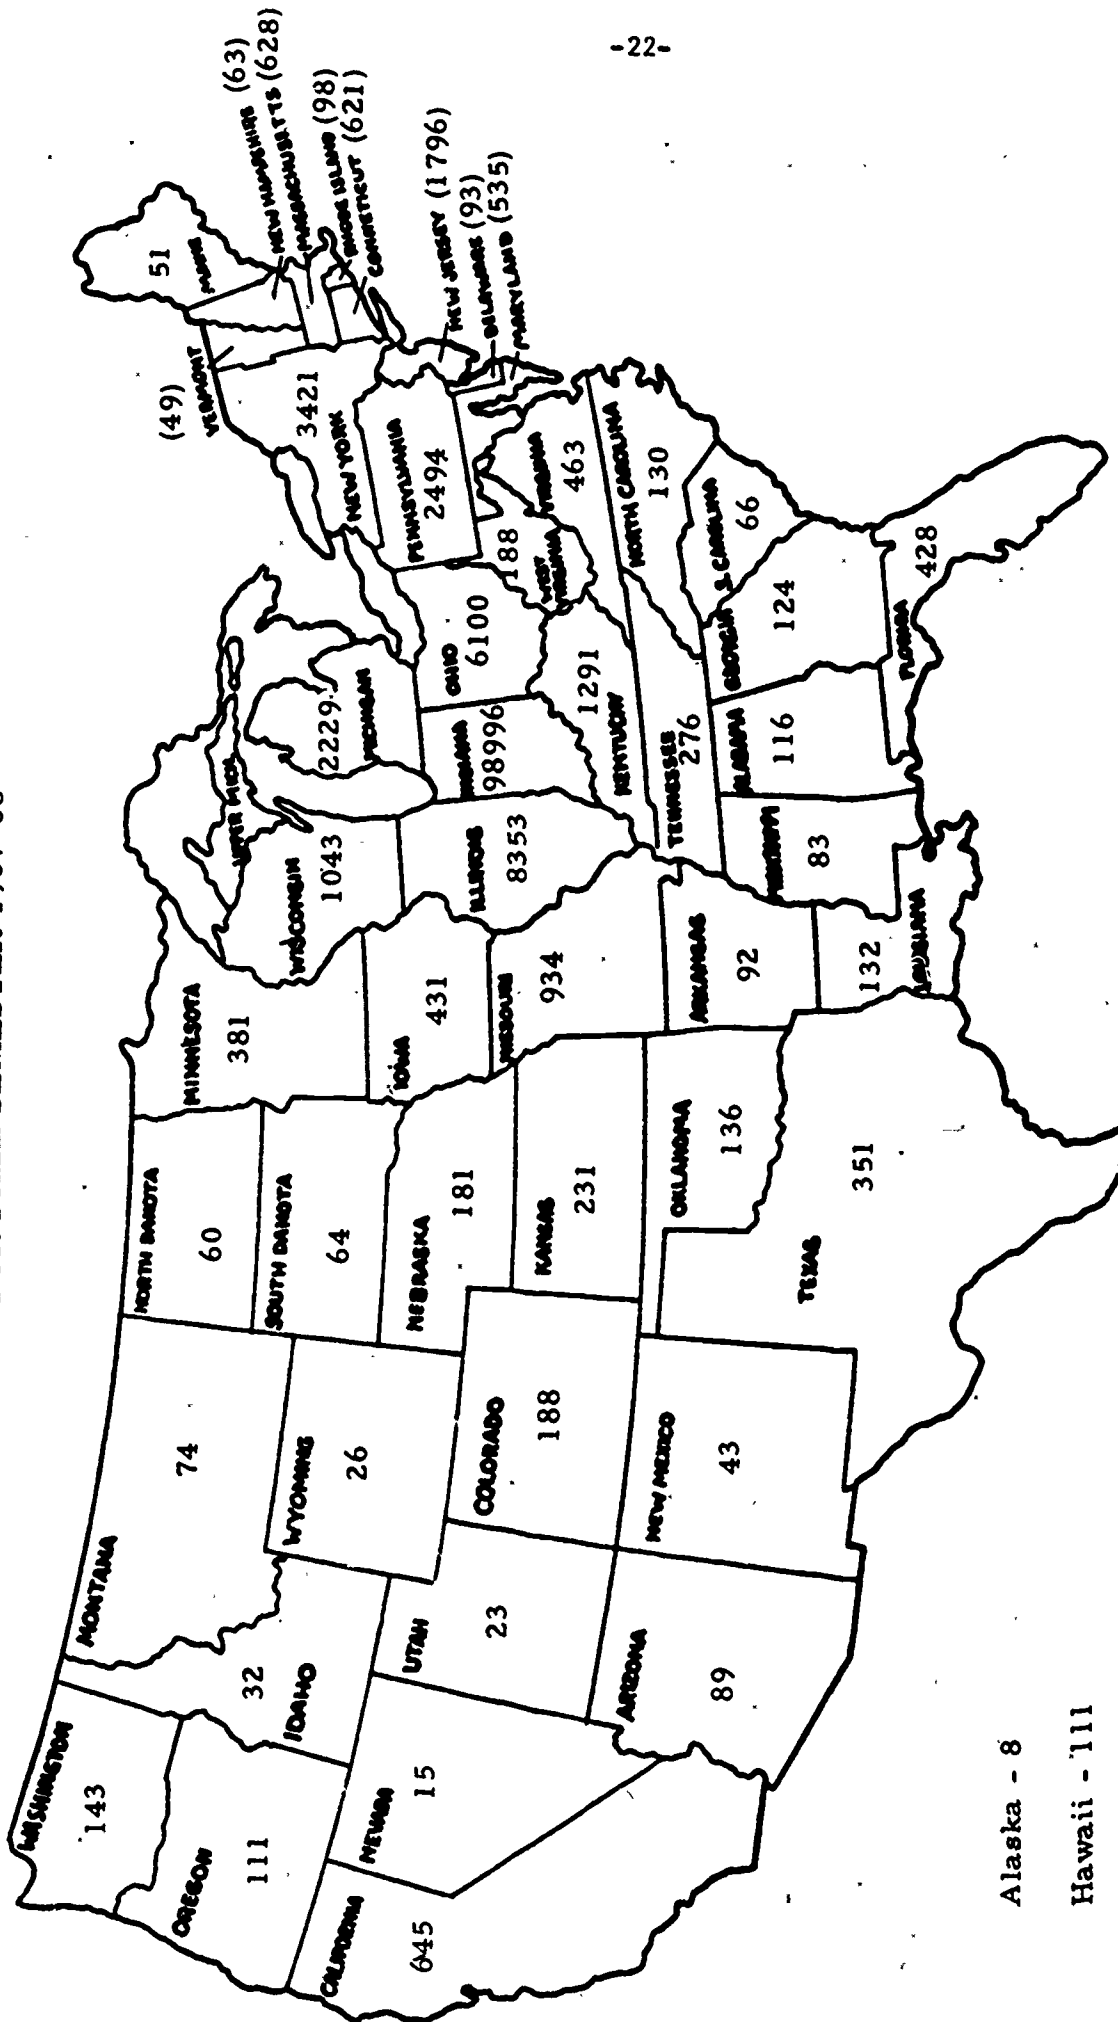 -22-
WASHINGTON
143
OREGON
111
CALIFORNIA
645
NEVADA
15
IDAHO
32
MONTANA
74
WYOMING
26
UTAH
23
ARIZONA
89
COLORADO
188
NEW MEXICO
43
NORTH DAKOTA
60
SOUTH DAKOTA
64
NEBRASKA
181
KANSAS
231
OKLAHOMA
136
TEXAS
351
MINNESOTA
381
IOWA
431
MISSOURI
934
ARKANSAS
92
132
LOUISIANA
WISCONSIN
1043
UPPER MICH.
ILLINOIS
8353
2229
MICHIGAN
INDIANA
98996
OHIO
6100
1291
KENTUCKY
TENNESSEE
276
MISSISSIPPI
83
ALABAMA
116
GEORGIA
124
FLORIDA
428
S. CAROLINA
66
NORTH CAROLINA
130
VIRGINIA
463
188
WEST
VIRGINIA
PENNSYLVANIA
2494
3421
NEW YORK
(49)
VERMONT
51
MAINE
NEW HAMPSHIRE (63)
MASSACHUSETTS (628)
RHODE ISLAND (98)
CONNETICUT (621)
NEW JERSEY (1796)
DELAWARE (93)
MARYLAND (535)
Alaska - 8
Hawaii - 111